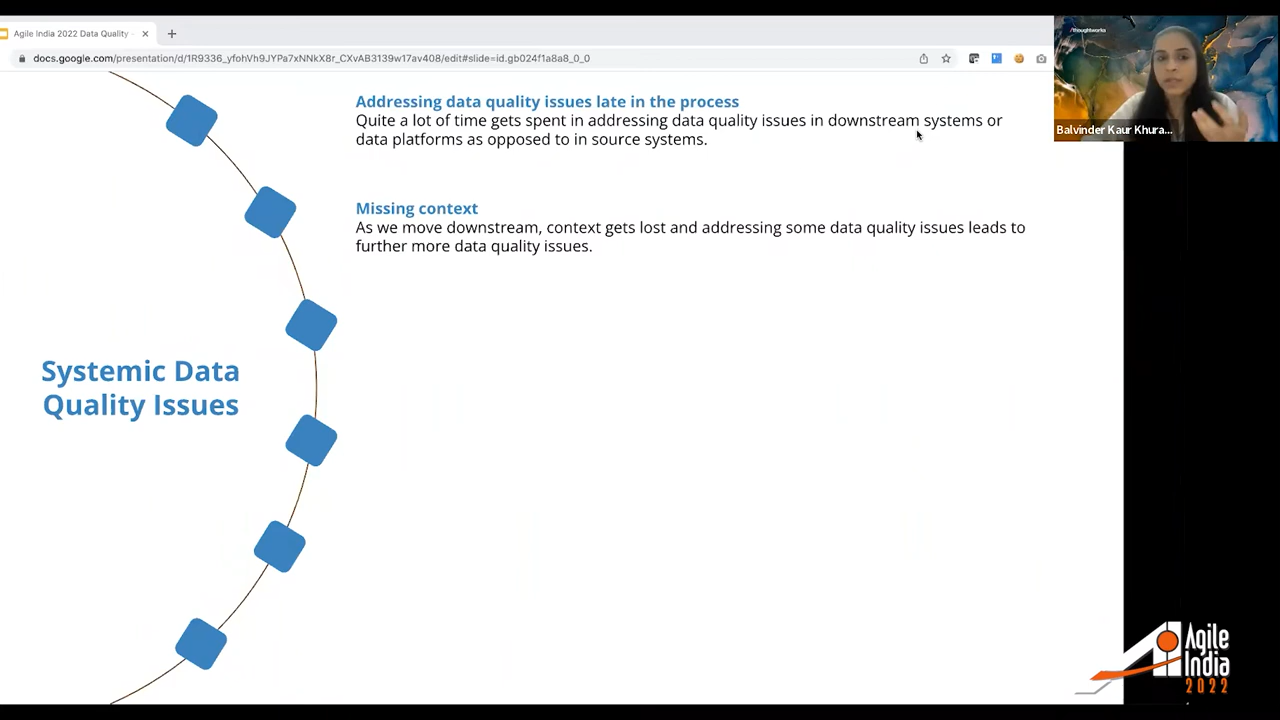 Agile India 2022 Data Quality -
docs.google.com/presentation/d/1R9336_yfohVh9JYPa7xNNkX8r_CXvAB3139w17av408/edit#slide=id.gb024f1a8a8_0_0
/thoughtworks
Balvinder Kaur Khura...
Addressing data quality issues late in the process
Quite a lot of time gets spent in addressing data quality issues in downstream systems or
data platforms as opposed to in source systems.
Missing context
As we move downstream, context gets lost and addressing some data quality issues leads to
further more data quality issues.
Systemic Data
Quality Issues
Agile
India
2022